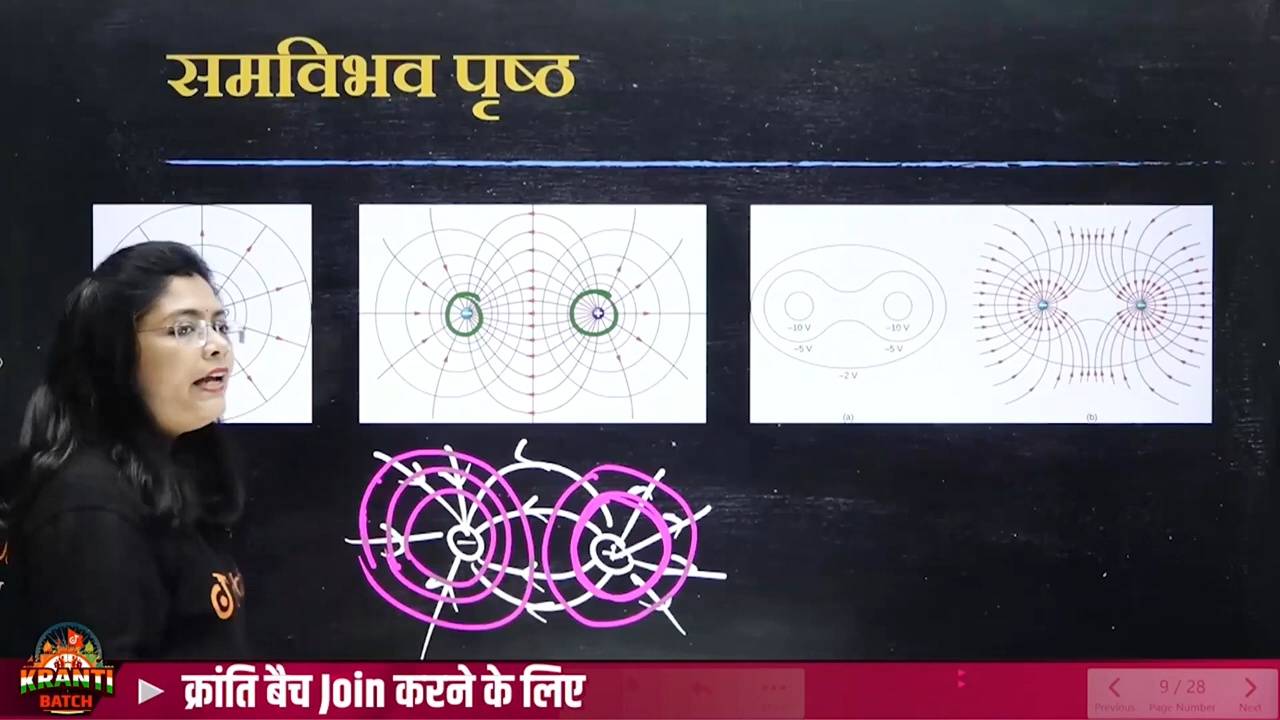 समविभव पृष्ठ
-10 V
-10 V
-5 V
-5 V
-2 V
(a)
(b)
KRANTI
BATCH
क्रांति बैच Join करने के लिए
9 / 28
Previous
Page Number
Next